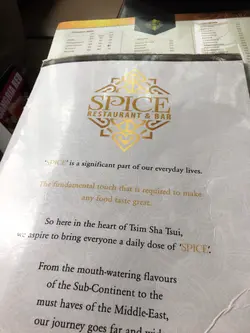 SPICE
RESTAURANT & BAR
'SPICE' is a significant part of our everyday lives.
The fundamental touch that is required to make
any food taste great.
So here in the heart of Tsim Sha Tsui,
we aspire to bring everyone a daily dose of 'SPICE'.
From the mouth-watering flavours
of the Sub-Continent to the
must haves of the Middle-East,
our journey goes far and